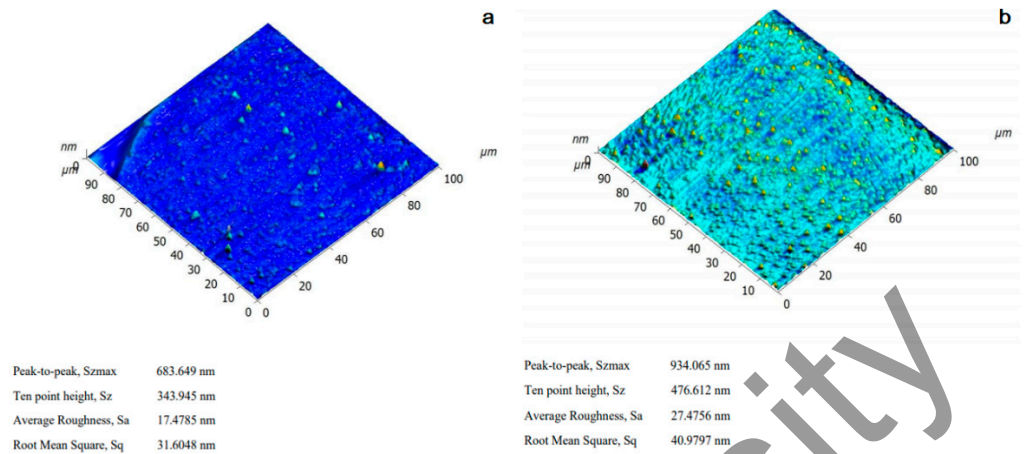 a
nm
0
µm
90
80
70
60
50
40
30
20
10
0
0
20
40
60
80
100
µm
Peak-to-peak, Szmax 683.649 nm
Ten point height, Sz 343.945 nm
Average Roughness, Sa 17.4785 nm
Root Mean Square, Sq 31.6048 nm
b
nm
0
µm
90
80
70
60
50
40
30
20
10
0
20
40
60
80
100
µm
Peak-to-peak, Szmax 934.065 nm
Ten point height, Sz 476.612 nm
Average Roughness, Sa 27.4756 nm
Root Mean Square, Sq 40.9797 nm
sity